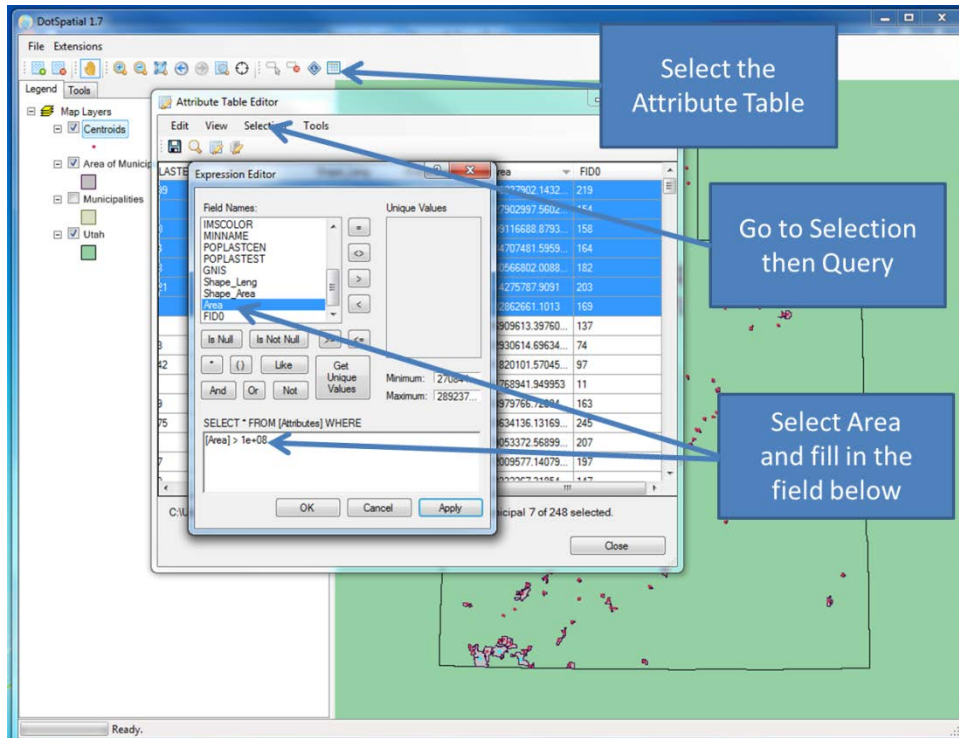 DotSpatial 1.7
File Extensions
Select the
Attribute Table
Legend Tools
Map Layers
Centroids
Area of Municip
Municipalities
Utah
Attribute Table Editor
Edit View Selection Tools
Expression Editor
Field Names:
Unique Values
IMSCOLOR
MINNAME
POPLASTCEN
POPLASTEST
GNIS
Shape_Leng
Shape_Area
Area
FID0
=
<>
>
<
Is Null Is Not Null >= <=
* () Like
And Or Not
Get
Unique
Values
Minimum:
Maximum: 289237...
SELECT * FROM [Attributes] WHERE
[Area] > 1e+08
OK Cancel Apply
FID0
219
154
158
164
182
203
169
137
74
97
11
163
245
207
197
Go to Selection
then Query
Select Area
and fill in the
field below
7 of 248 selected.
Close
Ready.